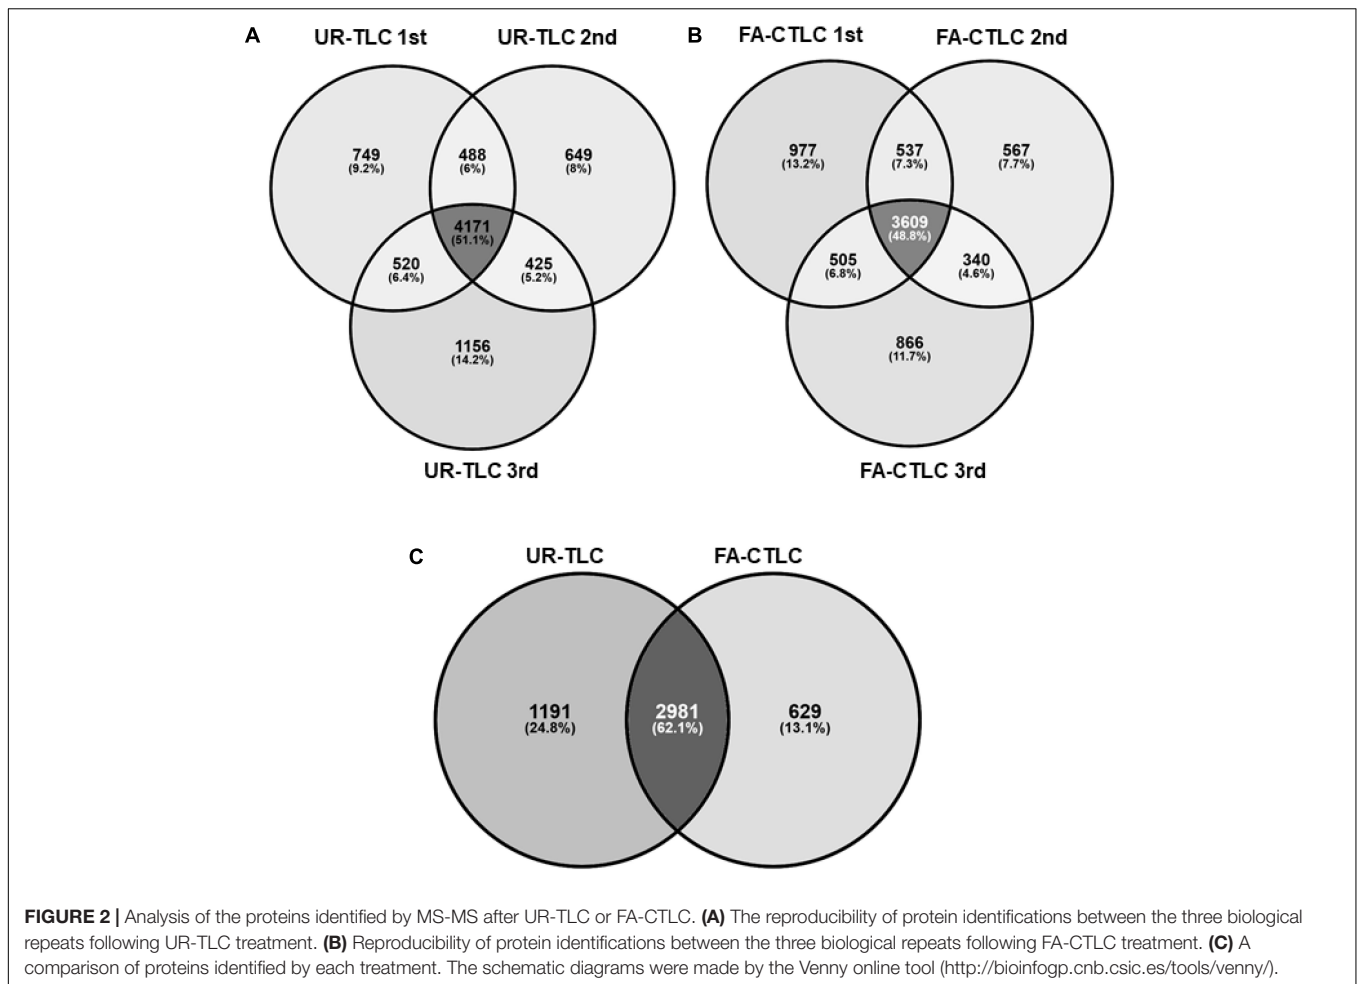 A
UR-TLC 1st
UR-TLC 2nd
749
(9.2%)
488
(6%)
649
(8%)
4171
(51.1%)
520
(6.4%)
425
(5.2%)
1156
(14.2%)
UR-TLC 3rd
B
FA-CTLC 1st
FA-CTLC 2nd
977
(13.2%)
537
(7.3%)
567
(7.7%)
3609
(48.8%)
505
(6.8%)
340
(4.6%)
866
(11.7%)
FA-CTLC 3rd
C
UR-TLC
FA-CTLC
1191
(24.8%)
2981
(62.1%)
629
(13.1%)
FIGURE 2 | Analysis of the proteins identified by MS-MS after UR-TLC or FA-CTLC. (A) The reproducibility of protein identifications between the three biological
repeats following UR-TLC treatment. (B) Reproducibility of protein identifications between the three biological repeats following FA-CTLC treatment. (C) A
comparison of proteins identified by each treatment. The schematic diagrams were made by the Venny online tool (http://bioinfogp.cnb.csic.es/tools/venny/).